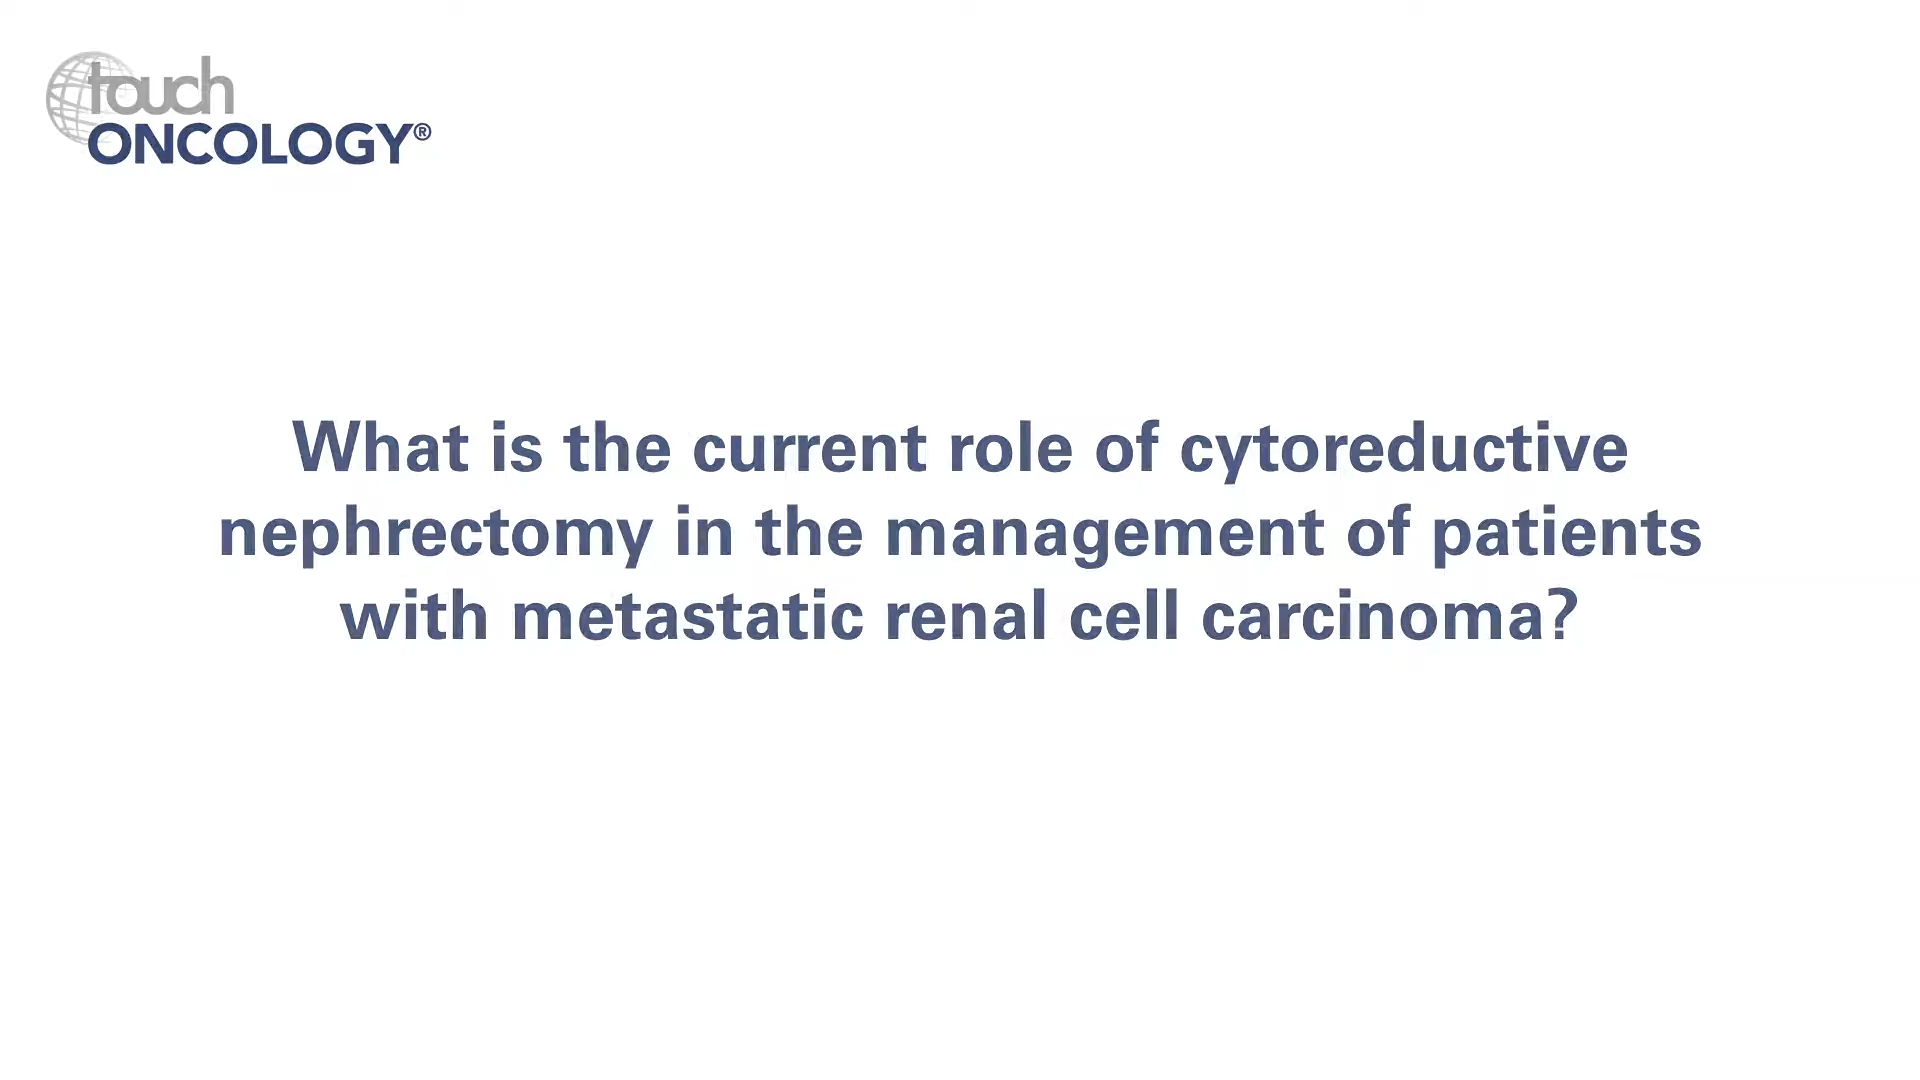 touch
ONCOLOGY®
What is the current role of cytoreductive
nephrectomy in the management of patients
with metastatic renal cell carcinoma?